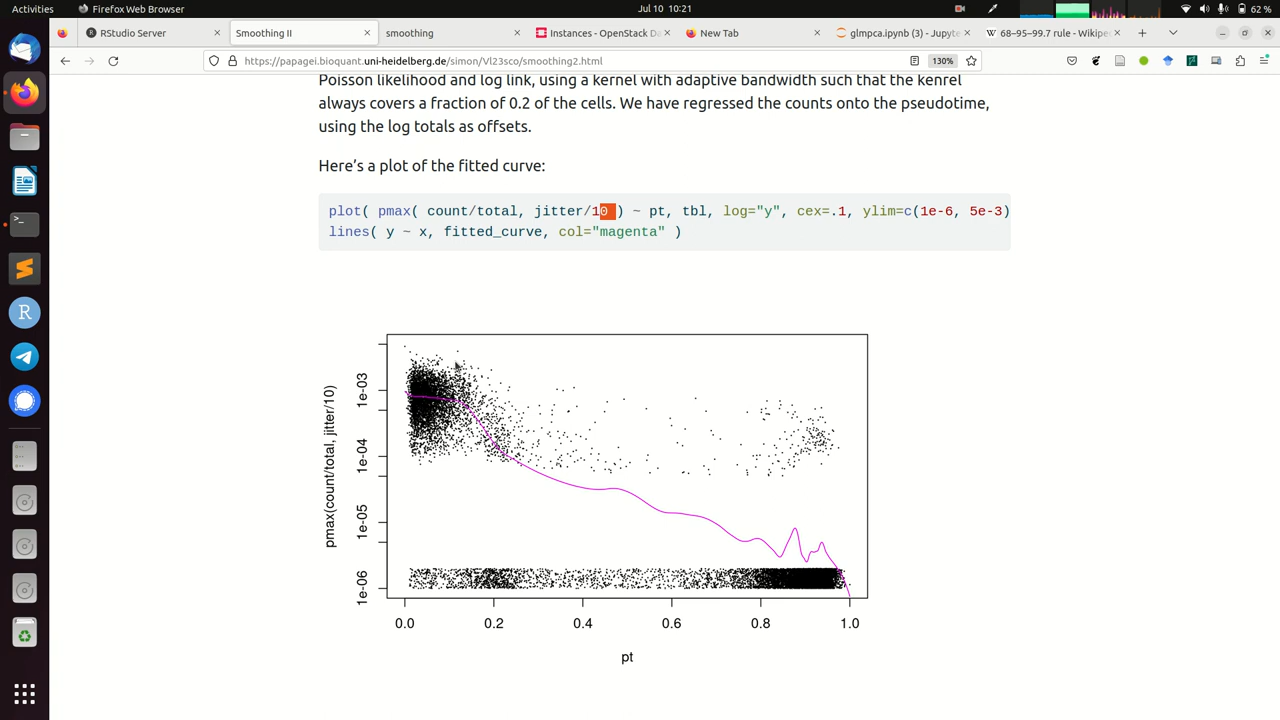 Activities
Firefox Web Browser
Jul 10 10:21
62 %
RStudio Server
Smoothing II
smoothing
Instances - OpenStack Da
New Tab
glmpca.ipynb (3) - Jupyte
68–95–99.7 rule - Wikipe
https://papagei.bioquant.uni-heidelberg.de/simon/Vl23sco/smoothing2.html
130%
Poisson likelihood and log link, using a kernel with adaptive bandwidth such that the kenrel
always covers a fraction of 0.2 of the cells. We have regressed the counts onto the pseudotime,
using the log totals as offsets.
Here’s a plot of the fitted curve:
plot( pmax( count/total, jitter/10 ) ~ pt, tbl, log="y", cex=.1, ylim=c(1e-6, 5e-3)
lines( y ~ x, fitted_curve, col="magenta" )
pmax(count/total, jitter/10)
1e-03
1e-04
1e-05
1e-06
0.0 0.2 0.4 0.6 0.8 1.0
pt